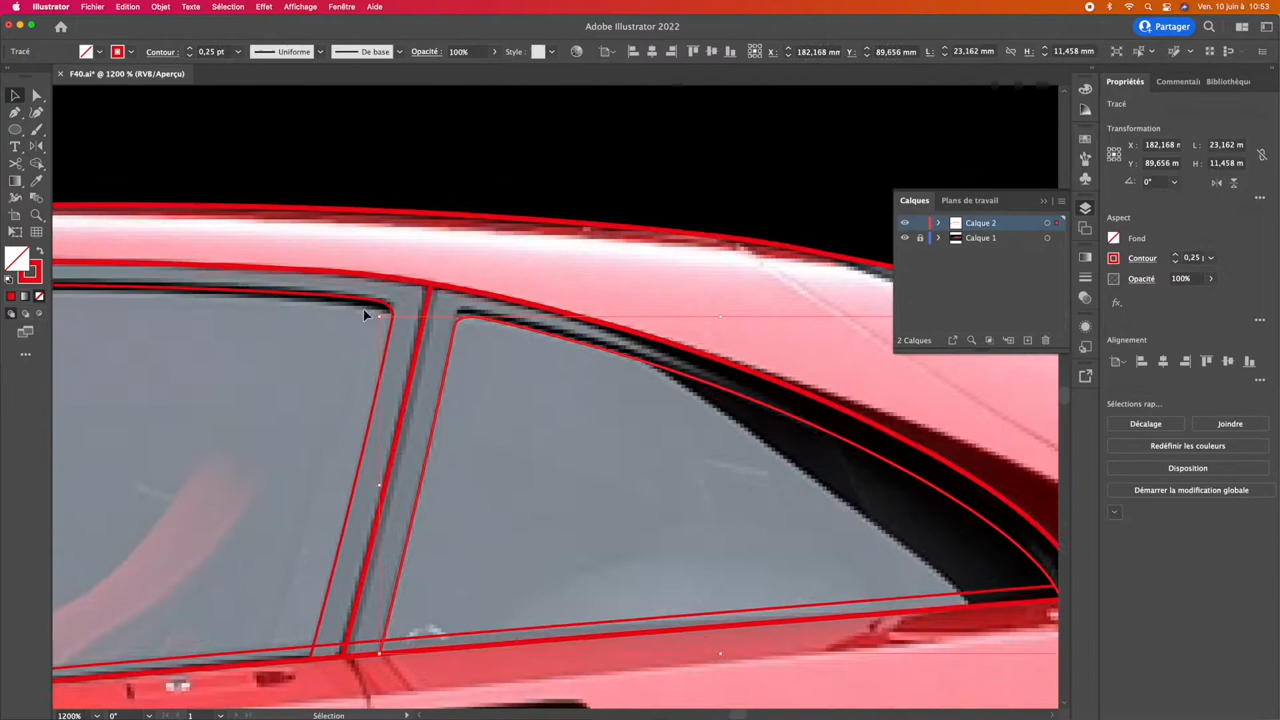 Illustrator Fichier Edition Objet Texte Sélection Effet Affichage Fenêtre Aide Ven. 10 juin à 10:53
Adobe Illustrator 2022 Partager
Tracé Contour : 0,25 pt Uniforme De base Opacité : 100% Style : X : 182,168 mm Y : 89,656 mm L : 23,162 mm H : 11,458 mm
F40.ai* @ 1200 % (RVB/Aperçu)
Propriétés Commentai Bibliothèqu
Tracé
Transformation
X : 182,168 m L : 23,162 m
Y : 89,656 m H : 11,458 m
0°
Calques Plans de travail
Calque 2
Calque 1
2 Calques
Aspect
Fond
Contour 0,25 p
Opacité 100%
fx
Alignement
Sélections rap...
Décalage Joindre
Redéfinir les couleurs
Disposition
Démarrer la modification globale
1200% 0° 1 Sélection